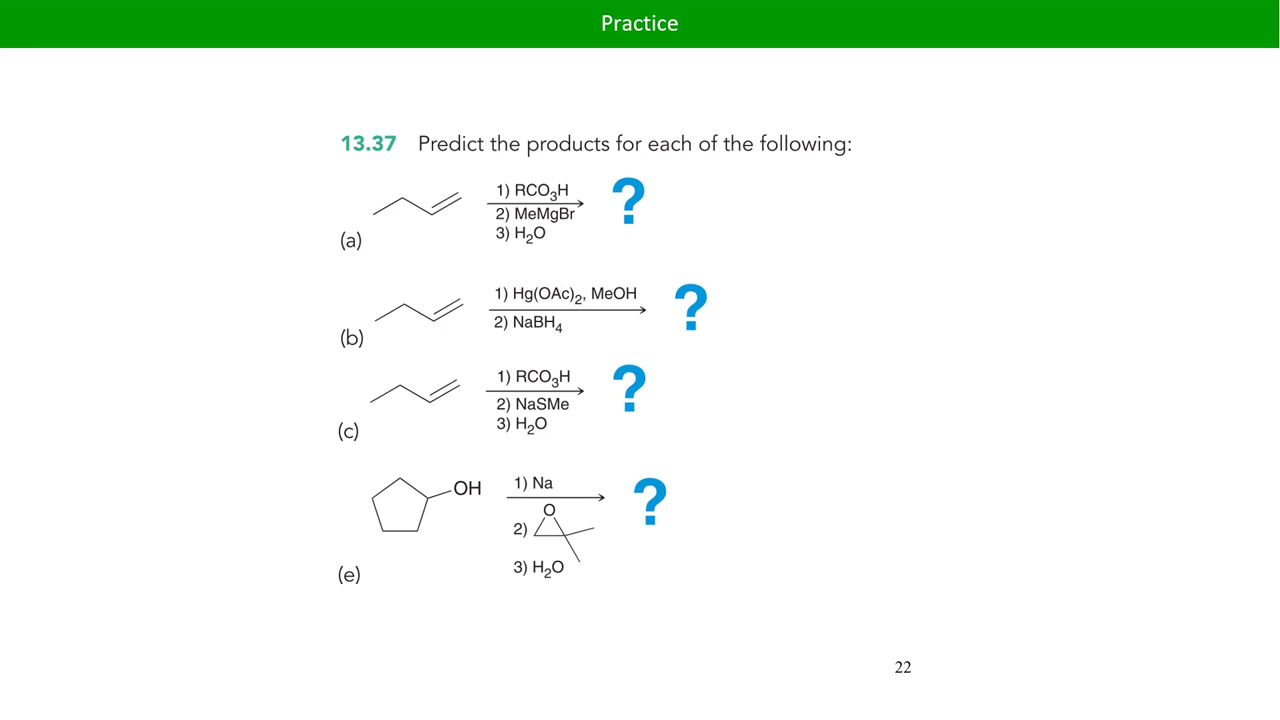 Practice
13.37 Predict the products for each of the following:
(a)
1) RCO₃H
2) MeMgBr
3) H₂O
?
(b)
1) Hg(OAc)₂, MeOH
2) NaBH₄
?
(c)
1) RCO₃H
2) NaSMe
3) H₂O
?
(e)
OH
1) Na
2)
O
3) H₂O
?
22